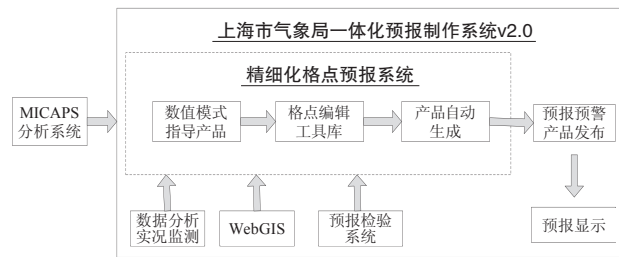 上海市气象局一体化预报制作系统v2.0
精细化格点预报系统
MICAPS
分析系统
数值模式
指导产品
格点编辑
工具库
产品自动
生成
预报预警
产品发布
数据分析
实况监测
WebGIS
预报检验
系统
预报显示